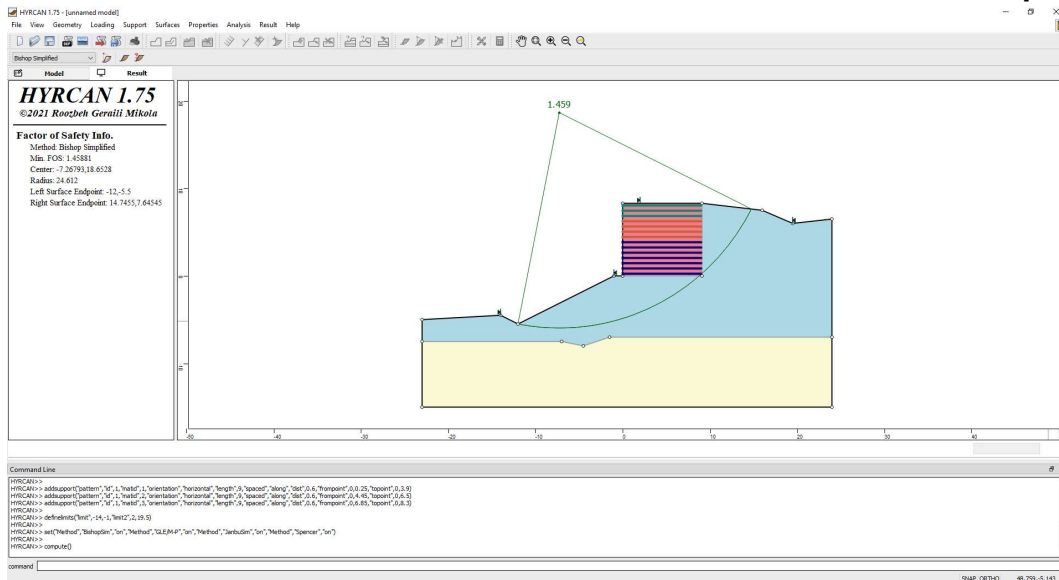 HYRCAN 1.75 - [unnamed model]
File View Geometry Loading Support Surfaces Properties Analysis Result Help
Bishop Simplified
Model Result
HYRCAN 1.75
©2021 Roozbeh Geraili Mikola
Factor of Safety Info.
Method: Bishop Simplified
Min. FOS: 1.45881
Center: -7.26793,18.6528
Radius: 24.612
Left Surface Endpoint: -12,-5.5
Right Surface Endpoint: 14.7455,7.64545
1.459
-50 -40 -30 -20 -10 0 10 20 30 40
Command Line
HYRCAN>>
HYRCAN>> addsupport("pattern","id",1,"matid",1,"orientation","horizontal","length",9,"spaced","along","dist",0.6,"frompoint",0,0.25,"topoint",0,3.9)
HYRCAN>> addsupport("pattern","id",1,"matid",2,"orientation","horizontal","length",9,"spaced","along","dist",0.6,"frompoint",0,4.45,"topoint",0,6.5)
HYRCAN>> addsupport("pattern","id",1,"matid",3,"orientation","horizontal","length",9,"spaced","along","dist",0.6,"frompoint",0,6.85,"topoint",0,8.3)
HYRCAN>>
HYRCAN>> definelimits("limit",-14,-1,"limit2",2,19.5)
HYRCAN>>
HYRCAN>> set("Method","BishopSim","on","Method","GLE/M-P","on","Method","JanbuSim","on","Method","Spencer","on")
HYRCAN>>
HYRCAN>> compute()
command
SNAP ORTHO 48.759,-5.143